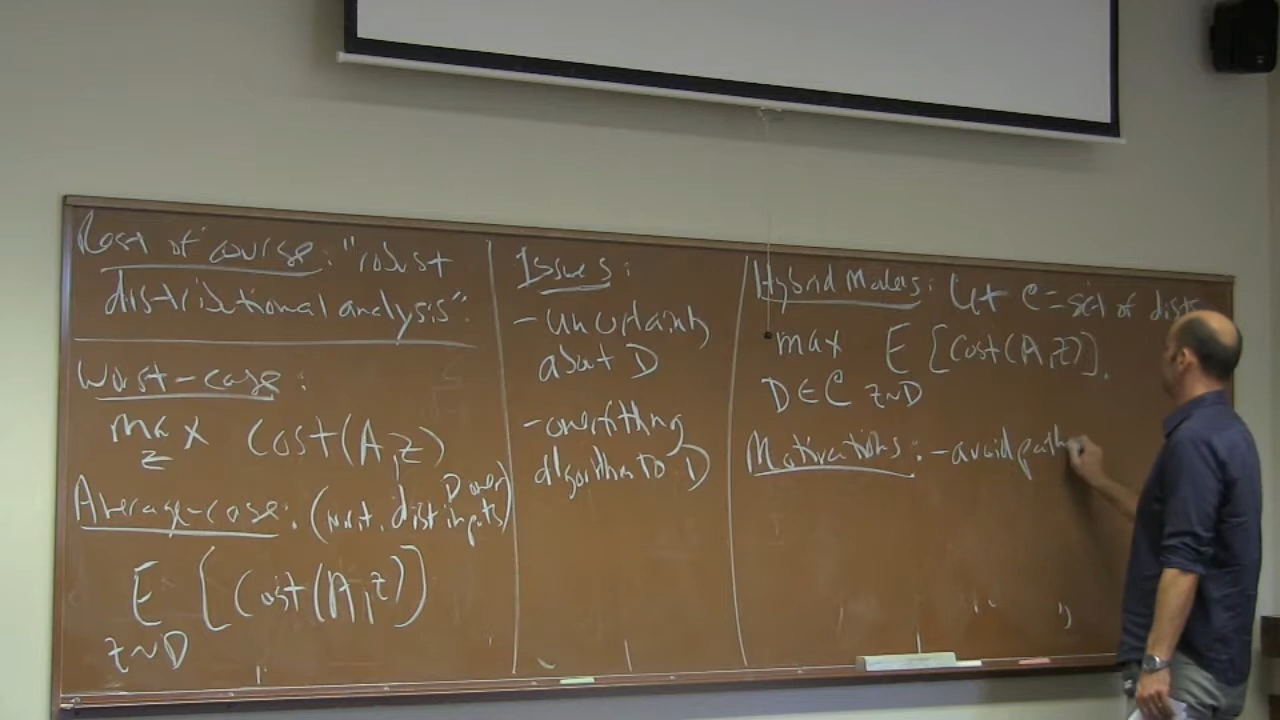 Rest of course: "robust
distributional analysis":
Worst-case:
max cost(A,z)
z
Average-case: (w.r.t. dist D over
inputs)
E [cost(A,z)]
z~D
Issues:
- uncertainty
about D
- overfitting
algorithm to D
Hybrid Models: Let C = set of dists
max E [cost(A,z)].
D∈C z~D
Motivations: - avoid path